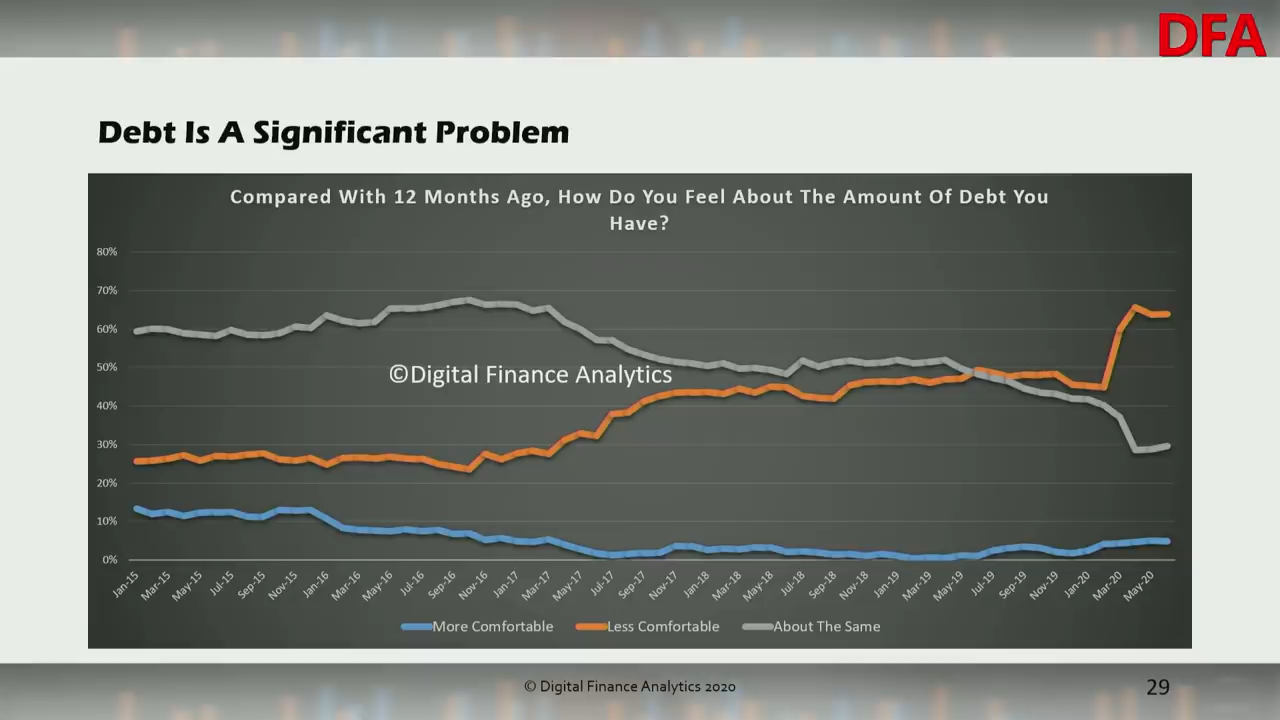 DFA
Debt Is A Significant Problem
Compared With 12 Months Ago, How Do You Feel About The Amount Of Debt You
Have?
80%
70%
60%
50%
40%
30%
20%
10%
0%
©Digital Finance Analytics
Jan-15 Mar-15 May-15 Jul-15 Sep-15 Nov-15 Jan-16 Mar-16 May-16 Jul-16 Sep-16 Nov-16 Jan-17 Mar-17 May-17 Jul-17 Sep-17 Nov-17 Jan-18 Mar-18 May-18 Jul-18 Sep-18 Nov-18 Jan-19 Mar-19 May-19 Jul-19 Sep-19 Nov-19 Jan-20 Mar-20 May-20
More Comfortable Less Comfortable About The Same
© Digital Finance Analytics 2020
29